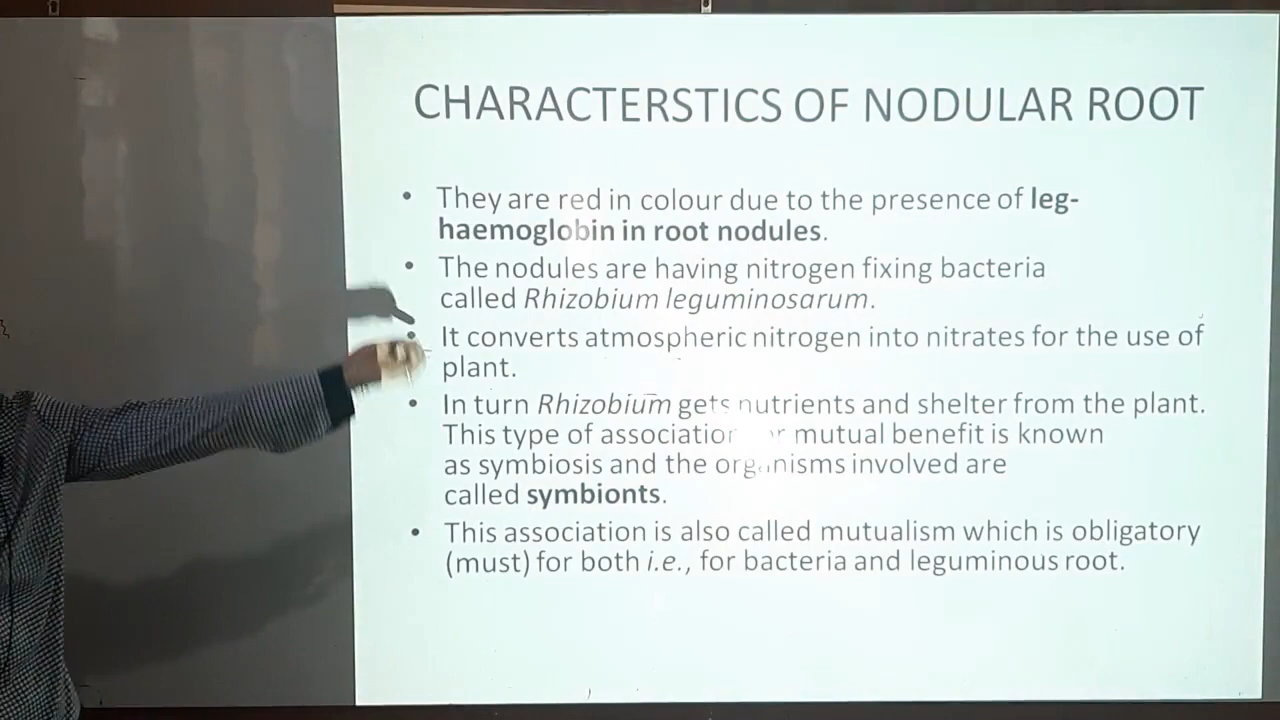 CHARACTERSTICS OF NODULAR ROOT
• They are red in colour due to the presence of leg-
haemoglobin in root nodules.
• The nodules are having nitrogen fixing bacteria
called Rhizobium leguminosarum.
• It converts atmospheric nitrogen into nitrates for the use of
plant.
• In turn Rhizobium gets nutrients and shelter from the plant.
This type of association or mutual benefit is known
as symbiosis and the organisms involved are
called symbionts.
• This association is also called mutualism which is obligatory
(must) for both i.e., for bacteria and leguminous root.